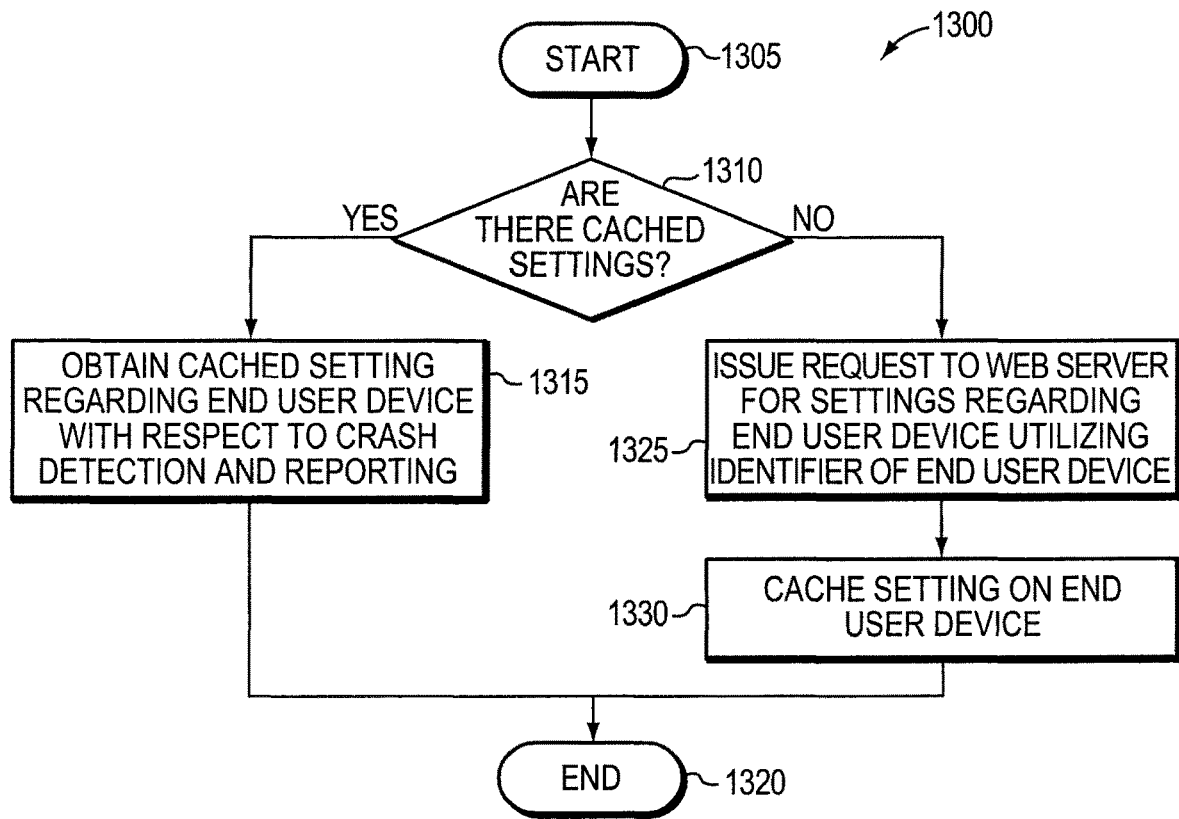 1300
START
1305
1310
ARE
THERE CACHED
SETTINGS?
YES
NO
OBTAIN CACHED SETTING
REGARDING END USER DEVICE
WITH RESPECT TO CRASH
DETECTION AND REPORTING
1315
ISSUE REQUEST TO WEB SERVER
FOR SETTINGS REGARDING
END USER DEVICE UTILIZING
IDENTIFIER OF END USER DEVICE
1325
CACHE SETTING ON END
USER DEVICE
1330
END
1320